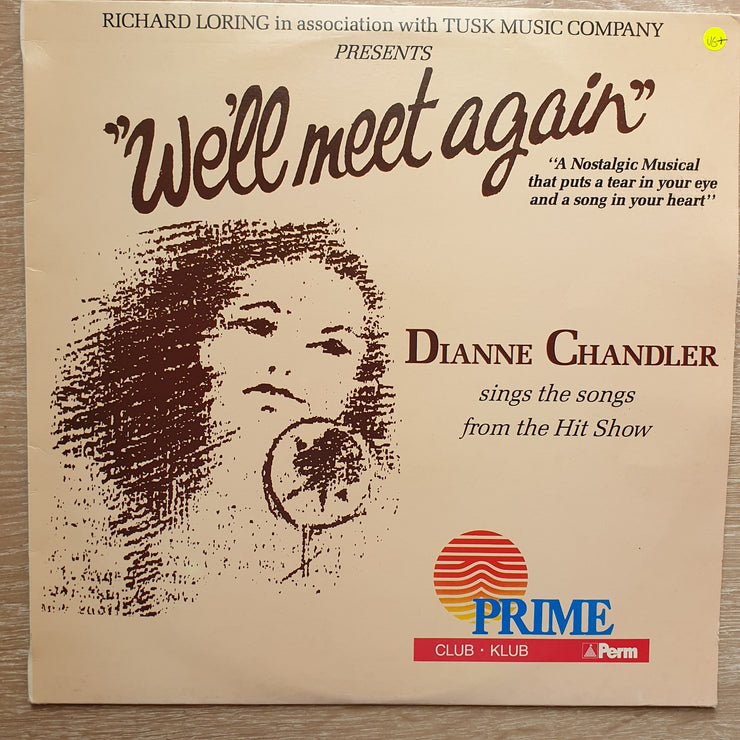 RICHARD LORING in association with TUSK MUSIC COMPANY
PRESENTS
"We'll meet again"
VG+
"A Nostalgic Musical
that puts a tear in your eye
and a song in your heart"
DIANNE CHANDLER
sings the songs
from the Hit Show
PRIME
CLUB · KLUB
Perm